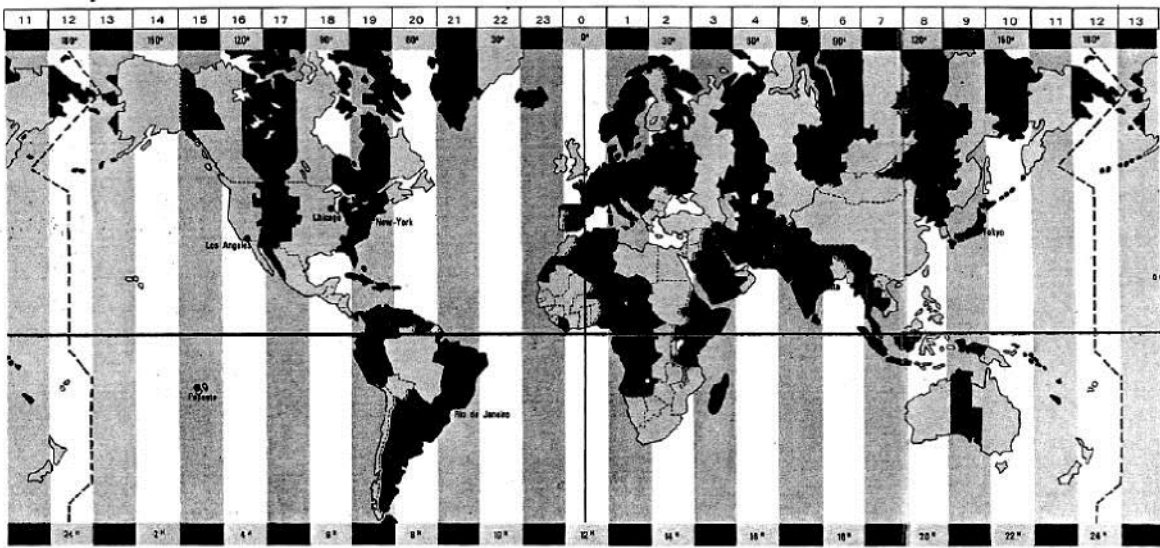 11 12 13 14 15 16 17 18 19 20 21 22 23 0 1 2 3 4 5 6 7 8 9 10 11 12 13
180° 150° 120° 90° 60° 30° 0° 30° 60° 90° 120° 150° 180°
Chicago
New-York
Los Angeles
Tokyo
Papeete
Rio de Janeiro
24 H 2 H 4 H 6 H 8 H 10 H 12 H 14 H 16 H 18 H 20 H 22 H 24 H